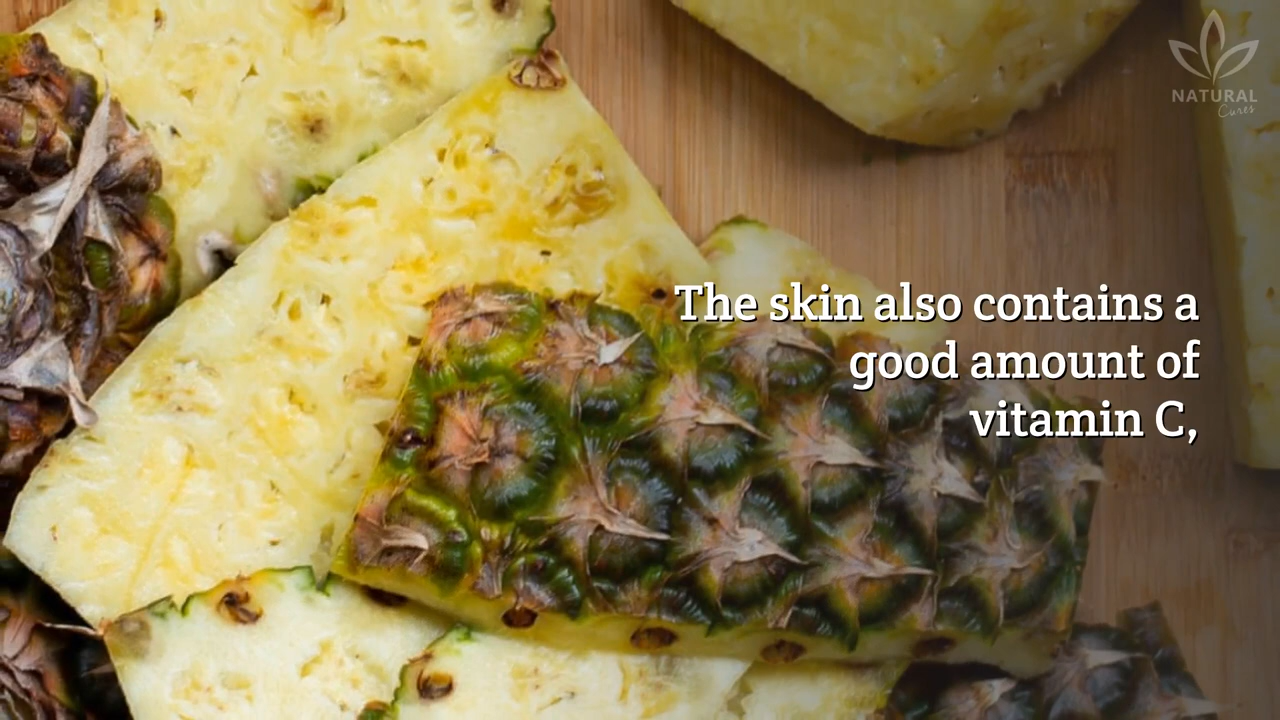 NATURAL
Cures
The skin also contains a
good amount of
vitamin C,